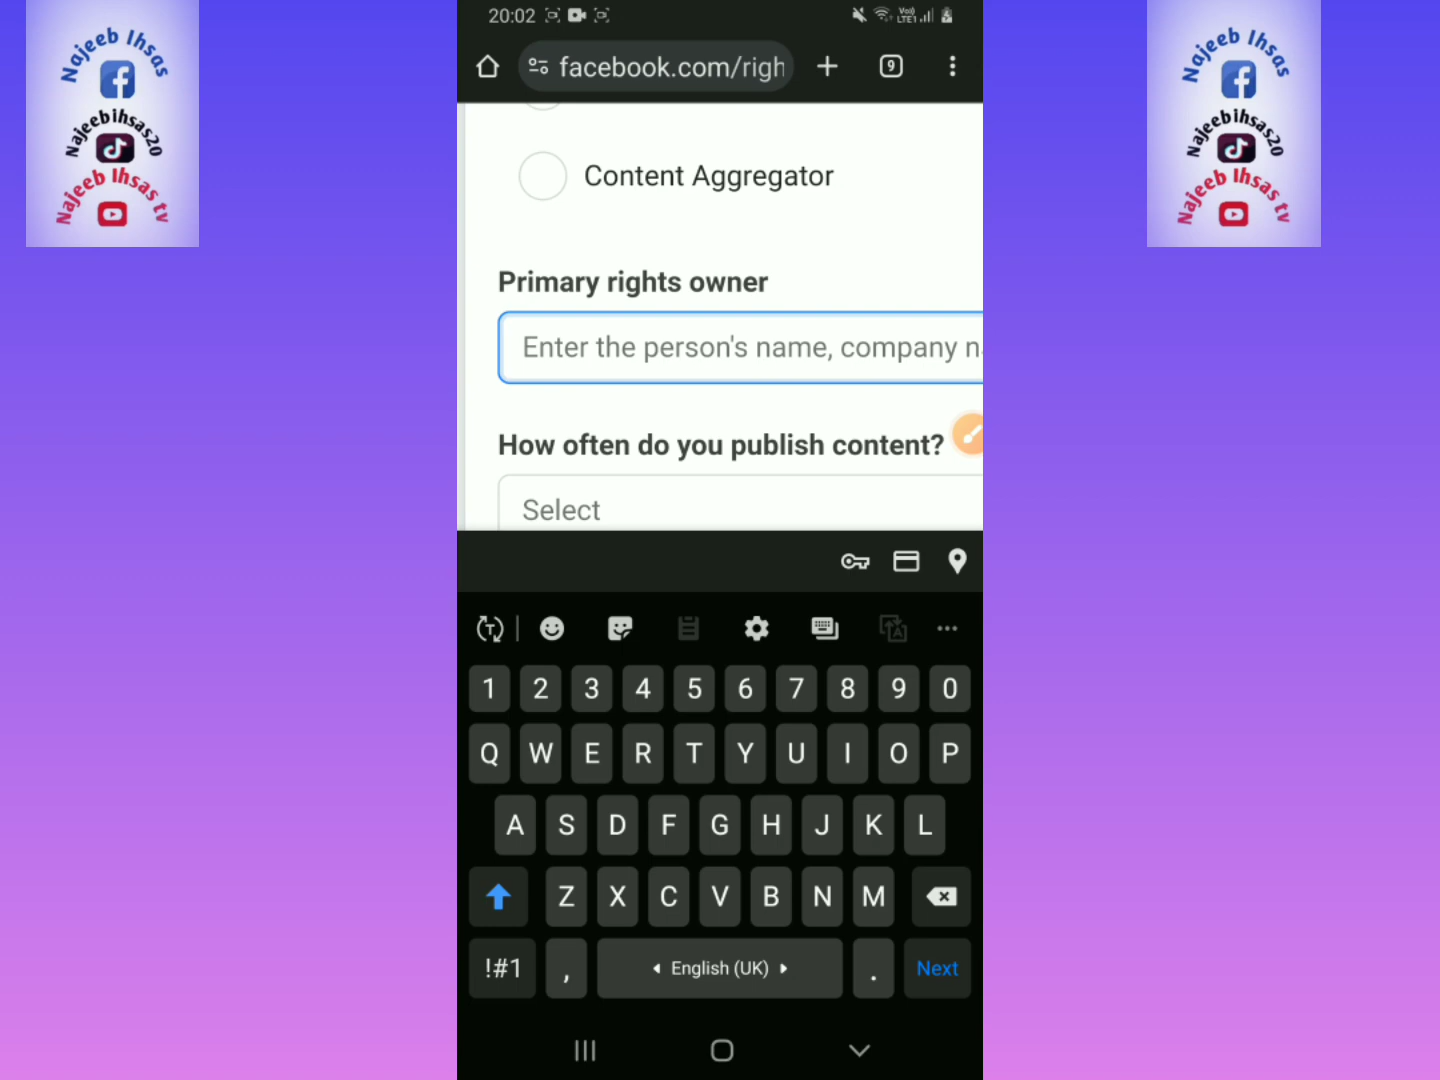 Najeeb Ihsas
Najeebihsas20
Najeeb Ihsas tv
Najeeb Ihsas
Najeebihsas20
Najeeb Ihsas tv
20:02
Vo))
LTE1
facebook.com/righ
9
Content Aggregator
Primary rights owner
Enter the person's name, company n
How often do you publish content?
Select
T
A
1 2 3 4 5 6 7 8 9 0
Q W E R T Y U I O P
A S D F G H J K L
Z X C V B N M
!#1 , English (UK) . Next